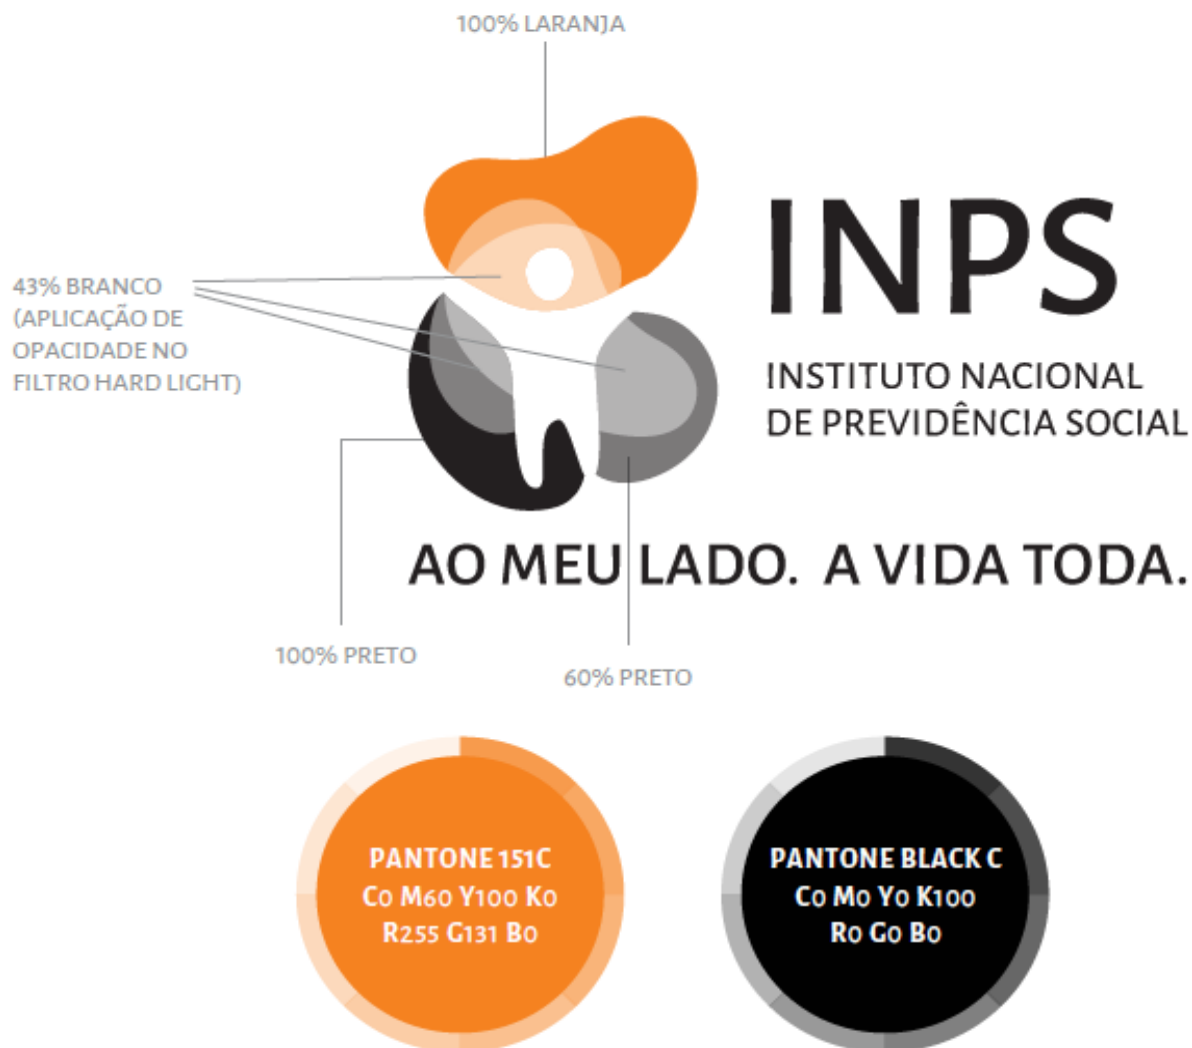 100% LARANJA
INPS
43% BRANCO
(APLICAÇÃO DE
OPACIDADE NO
FILTRO HARD LIGHT)
INSTITUTO NACIONAL
DE PREVIDÊNCIA SOCIAL
AO MEU LADO. A VIDA TODA.
100% PRETO
60% PRETO
PANTONE 151C
C0 M60 Y100 K0
R255 G131 B0
PANTONE BLACK C
C0 M0 Y0 K100
R0 G0 B0